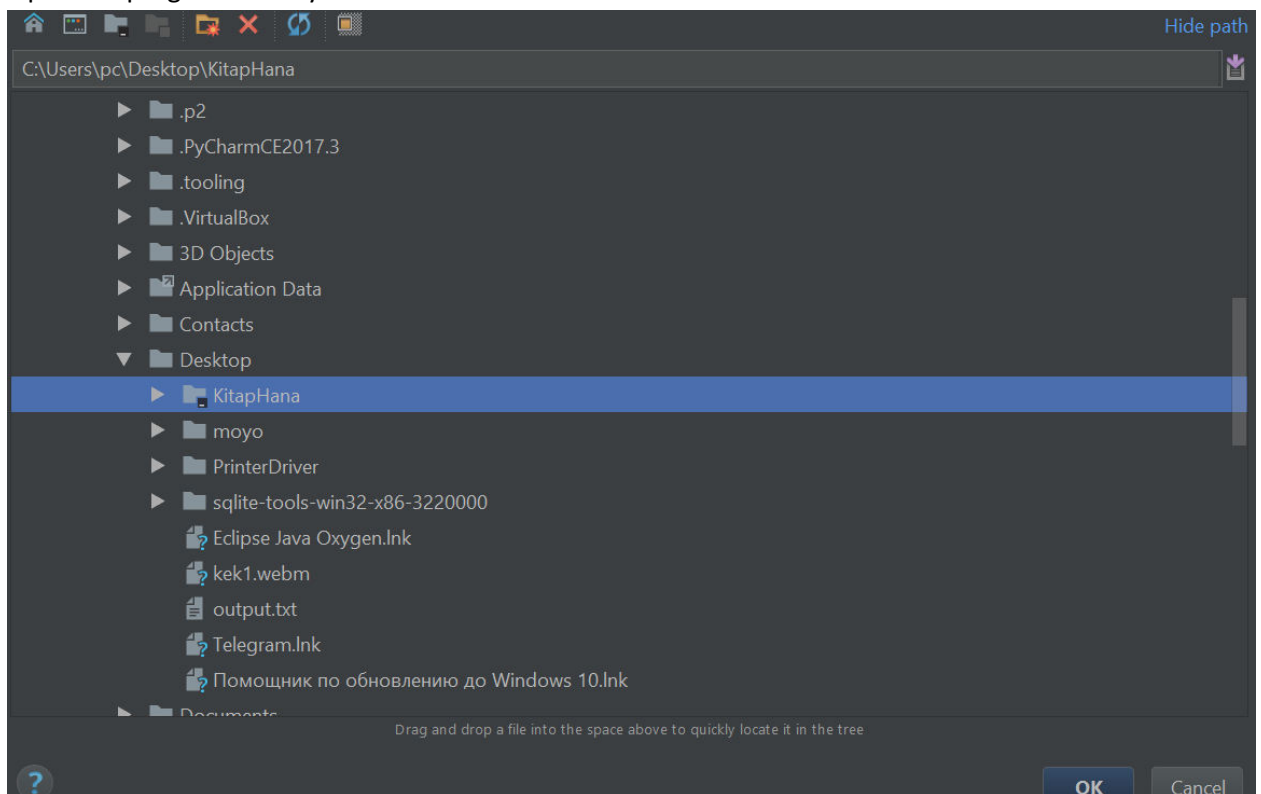 Hide path
C:\Users\pc\Desktop\KitapHana
.p2
.PyCharmCE2017.3
.tooling
.VirtualBox
3D Objects
Application Data
Contacts
Desktop
KitapHana
moyo
PrinterDriver
sqlite-tools-win32-x86-3220000
Eclipse Java Oxygen.lnk
kek1.webm
output.txt
Telegram.lnk
Помощник по обновлению до Windows 10.lnk
Documents
Drag and drop a file into the space above to quickly locate it in the tree
?
OK Cancel